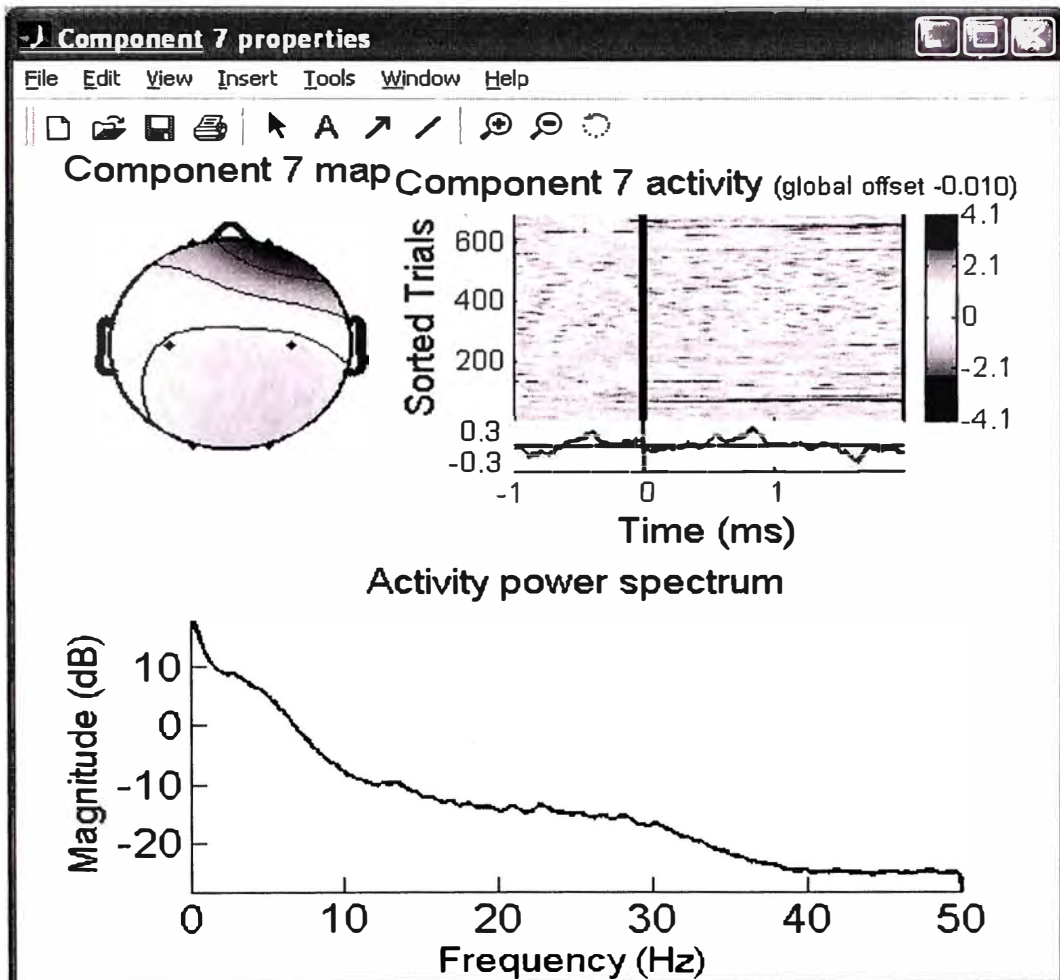 Component 7 properties
File Edit View Insert Tools Window Help
A
Component 7 map
Component 7 activity (global offset -0.010)
Sorted Trials
600
400
200
4.1
2.1
0
-2.1
-4.1
0.3
-0.3
-1 0 1
Time (ms)
Activity power spectrum
Magnitude (dB)
10
0
-10
-20
0 10 20 30 40 50
Frequency (Hz)